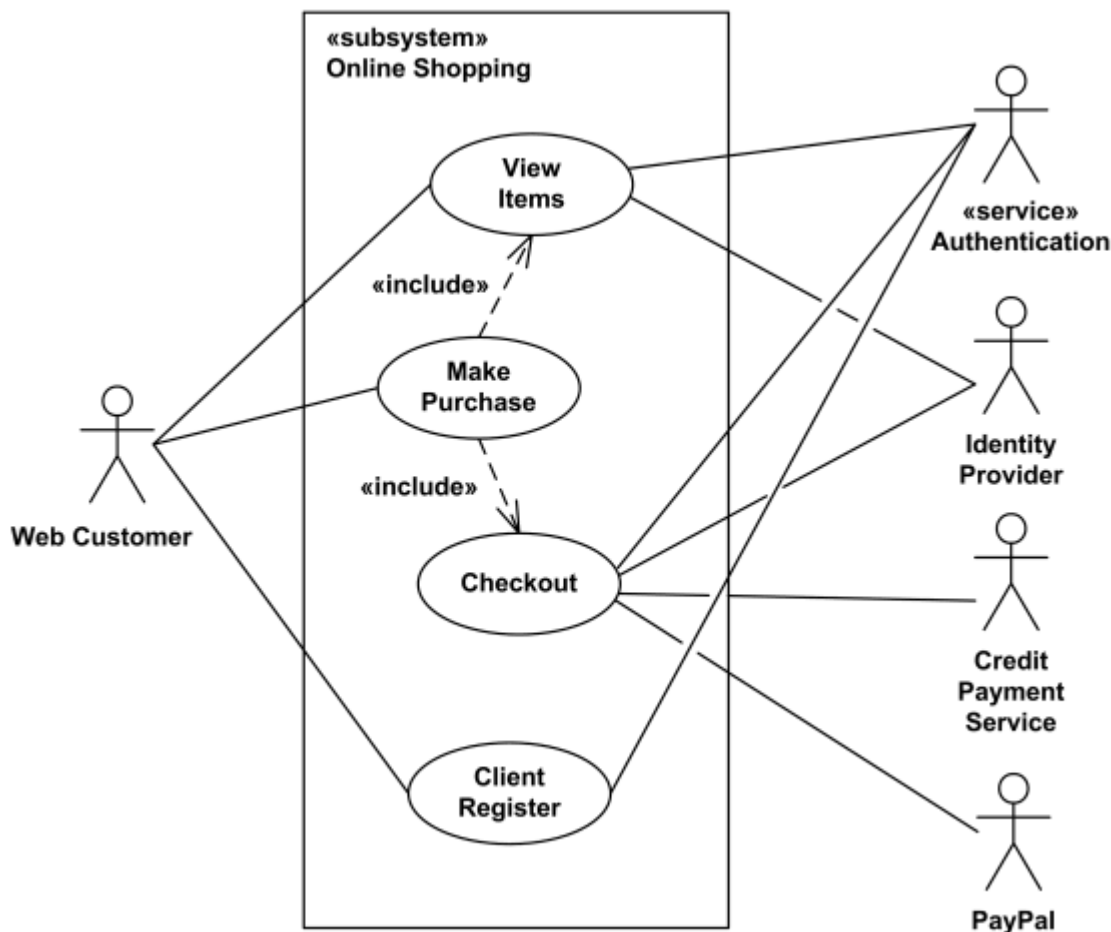 «subsystem»
Online Shopping
View
Items
«include»
Make
Purchase
«include»
Checkout
Client
Register
Web Customer
«service»
Authentication
Identity
Provider
Credit
Payment
Service
PayPal